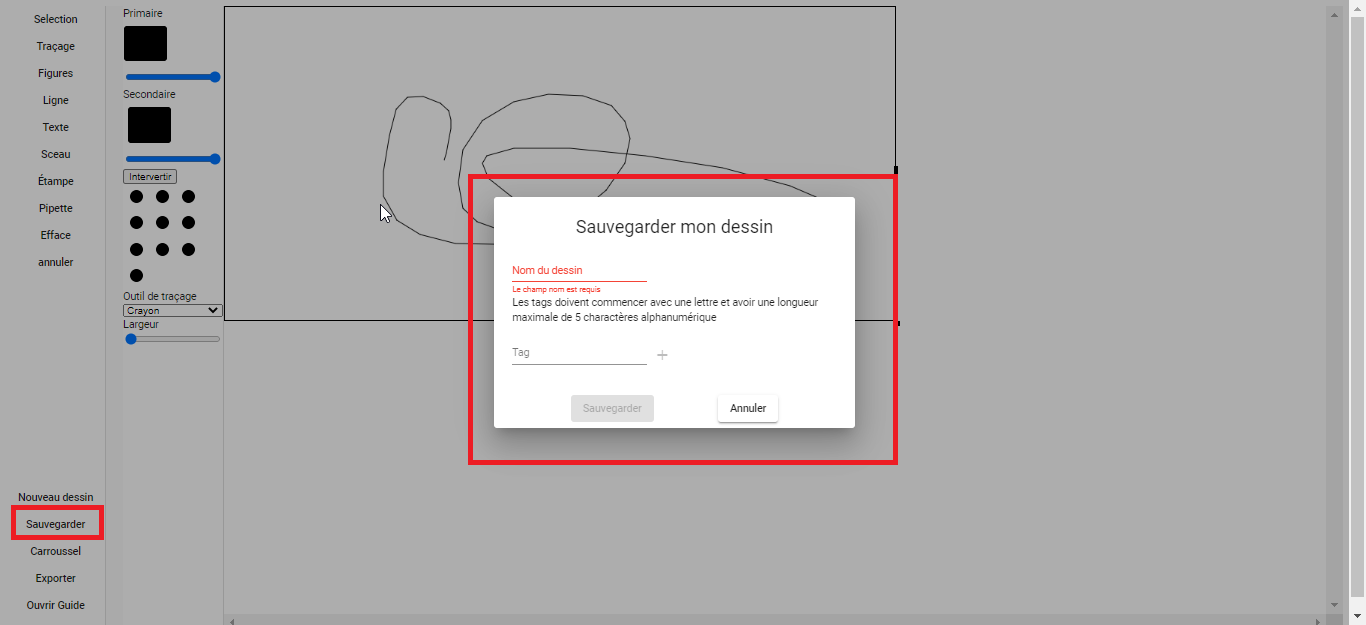 Selection
Traçage
Figures
Ligne
Texte
Sceau
Étampe
Pipette
Efface
annuler
Nouveau dessin
Sauvegarder
Carroussel
Exporter
Ouvrir Guide
Primaire
Secondaire
Intervertir
Outil de traçage
Crayon
Largeur
Sauvegarder mon dessin
Nom du dessin
Le champ nom est requis
Les tags doivent commencer avec une lettre et avoir une longueur
maximale de 5 charactères alphanumérique
Tag
Sauvegarder
Annuler